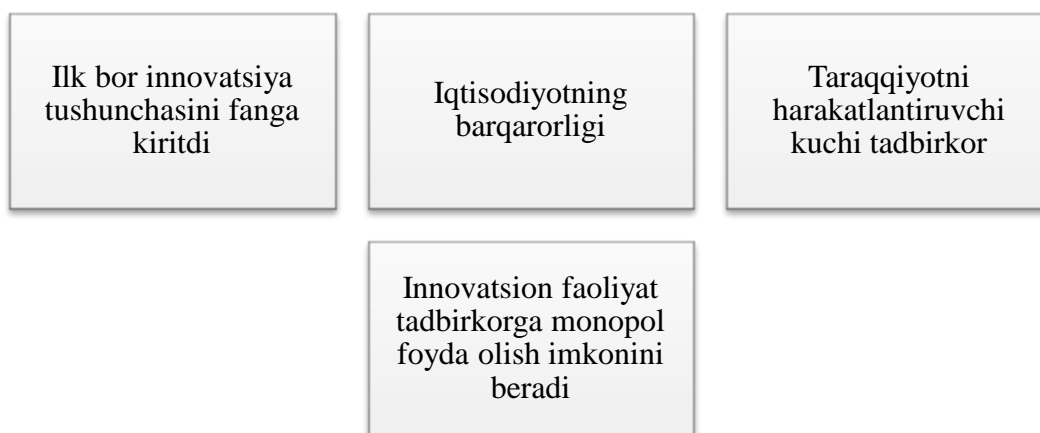 Ilk bor innovatsiya
tushunchasini fanga
kiritdi
Iqtisodiyotning
barqarorligi
Taraqqiyotni
harakatlantiruvchi
kuchi tadbirkor
Innovatsion faoliyat
tadbirkorga monopol
foyda olish imkonini
beradi